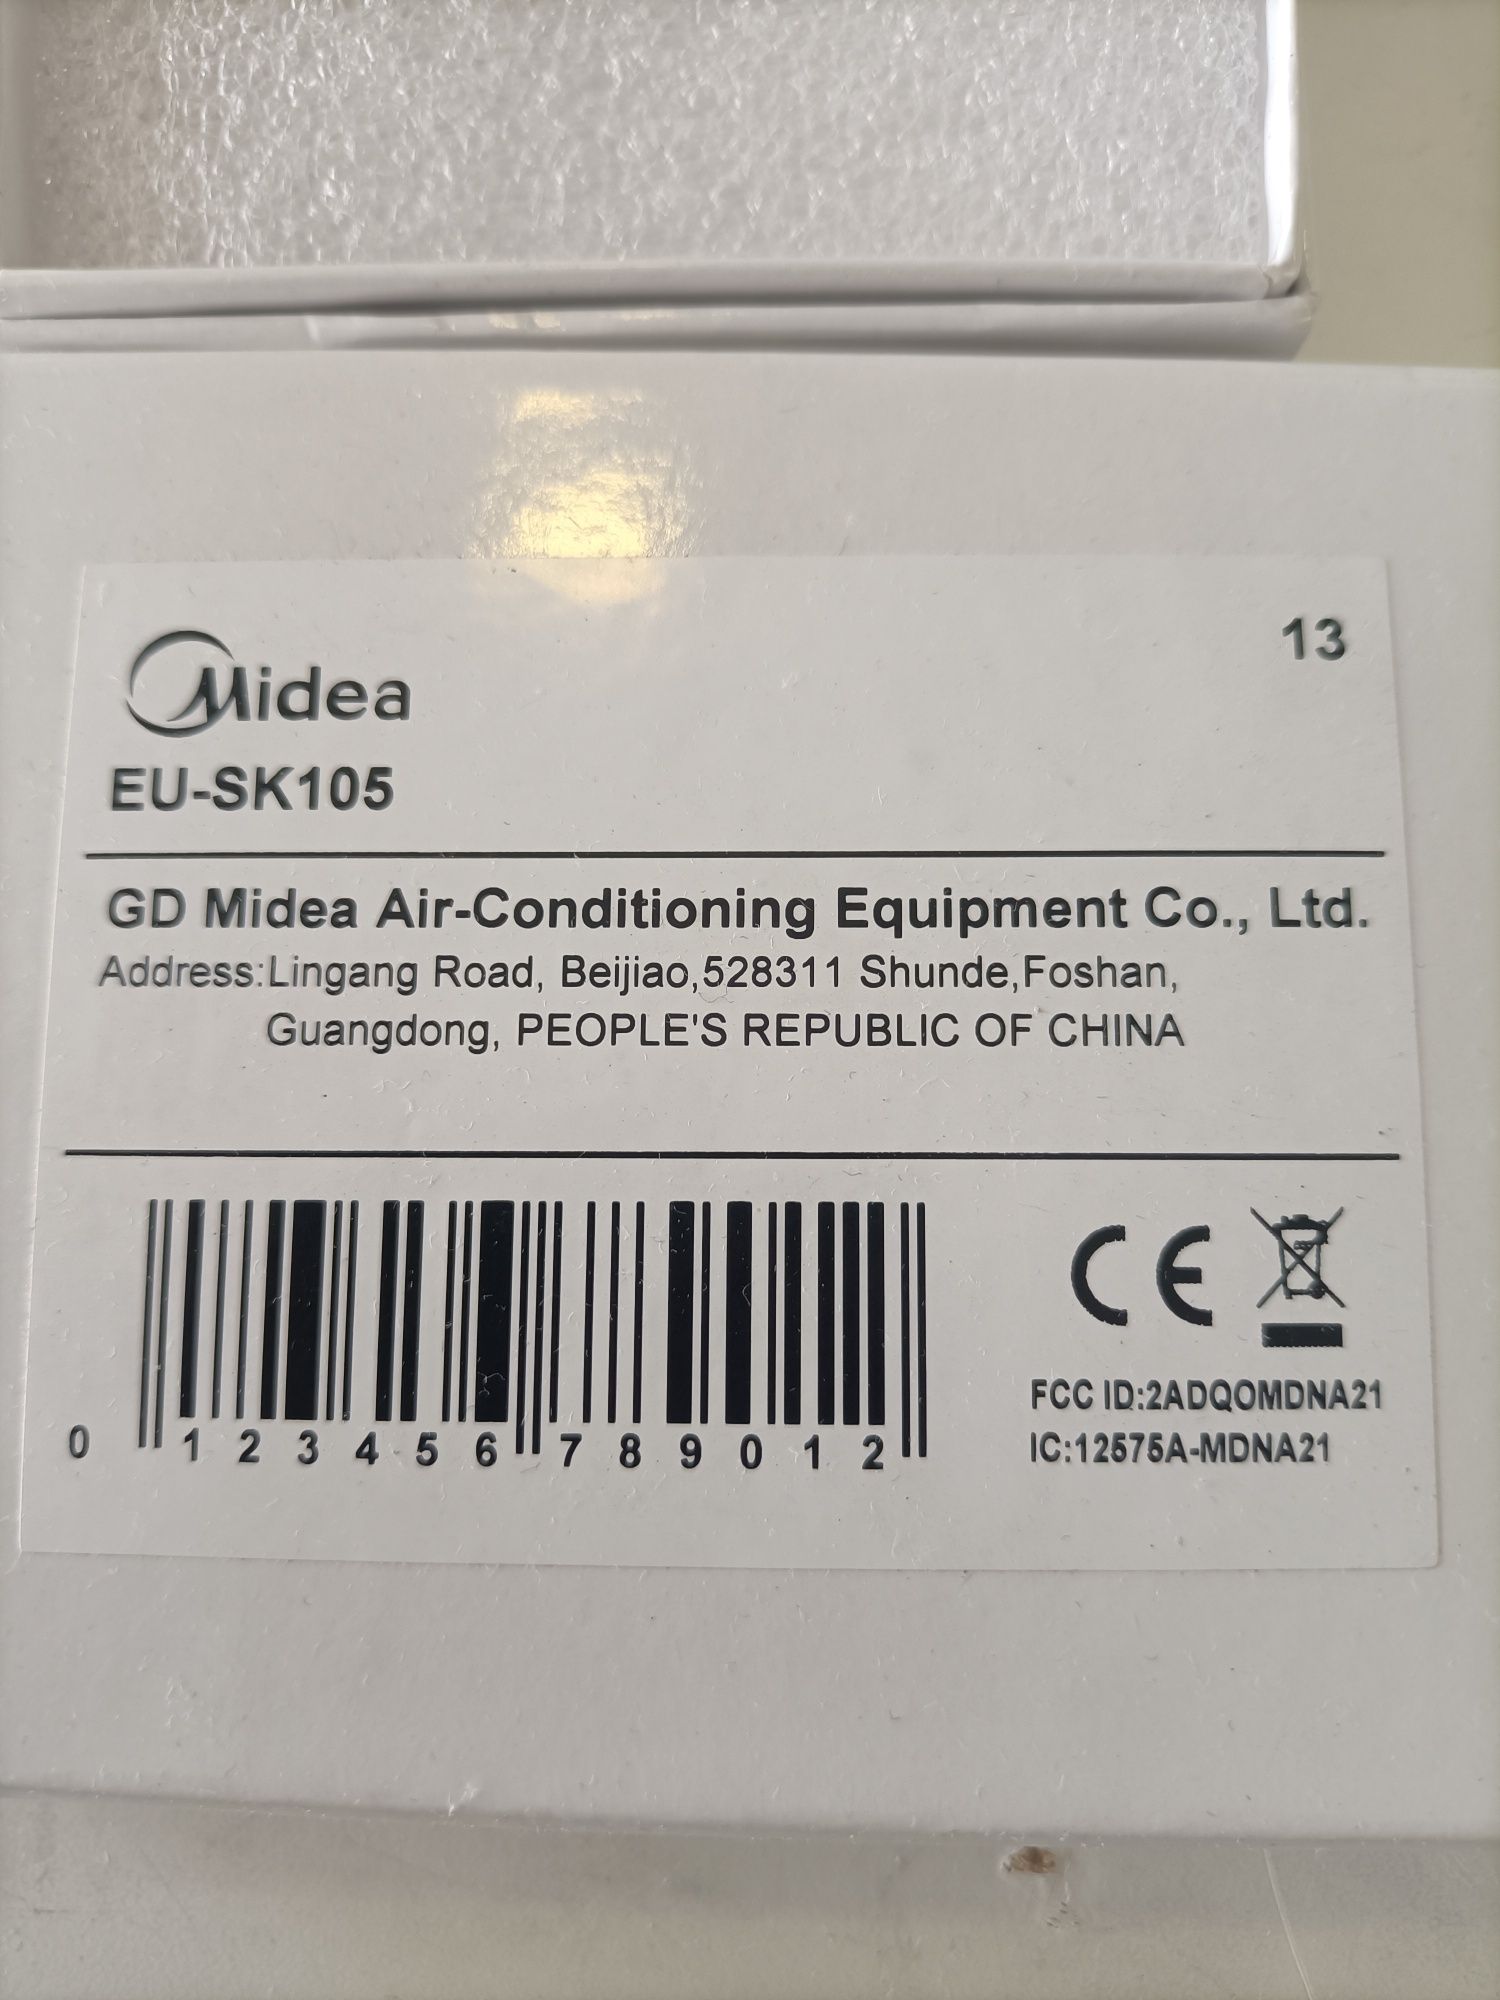 Midea
13
EU-SK105
GD Midea Air-Conditioning Equipment Co., Ltd.
Address:Lingang Road, Beijiao,528311 Shunde,Foshan,
Guangdong, PEOPLE'S REPUBLIC OF CHINA
CE
FCC ID:2ADQOMDNA21
IC:12575A-MDNA21
0 123456 789012